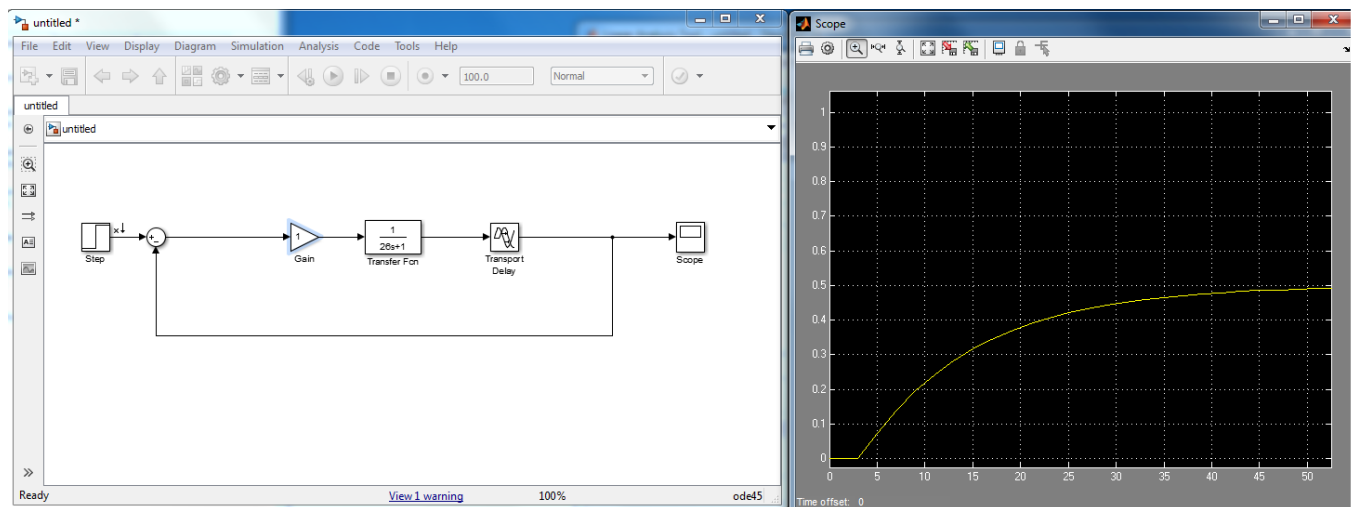 untitled *
File Edit View Display Diagram Simulation Analysis Code Tools Help
100.0 Normal
untitled
untitled
Step
+
-
1
Gain
1
26s+1
Transfer Fcn
Transport
Delay
Scope
Ready View 1 warning 100% ode45
Scope
1
0.9
0.8
0.7
0.6
0.5
0.4
0.3
0.2
0.1
0
0 5 10 15 20 25 30 35 40 45 50
Time offset: 0